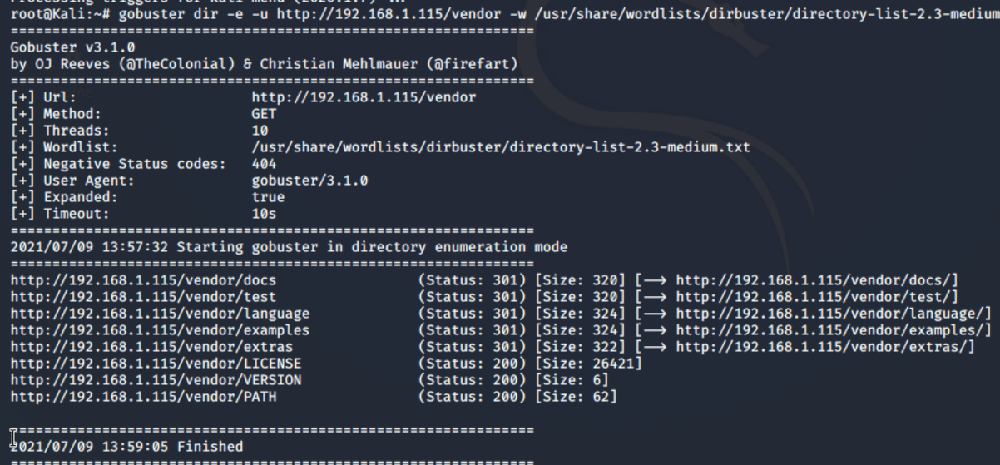 Processing triggers for kali-menu (2020.1.7) ...
root@Kali:~# gobuster dir -e -u http://192.168.1.115/vendor -w /usr/share/wordlists/dirbuster/directory-list-2.3-medium
===============================================================
Gobuster v3.1.0
by OJ Reeves (@TheColonial) & Christian Mehlmauer (@firefart)
===============================================================
[+] Url:                     http://192.168.1.115/vendor
[+] Method:                  GET
[+] Threads:                 10
[+] Wordlist:                /usr/share/wordlists/dirbuster/directory-list-2.3-medium.txt
[+] Negative Status codes:   404
[+] User Agent:              gobuster/3.1.0
[+] Expanded:                true
[+] Timeout:                 10s
===============================================================
2021/07/09 13:57:32 Starting gobuster in directory enumeration mode
===============================================================
http://192.168.1.115/vendor/docs                 (Status: 301) [Size: 320] [--> http://192.168.1.115/vendor/docs/]
http://192.168.1.115/vendor/test                 (Status: 301) [Size: 320] [--> http://192.168.1.115/vendor/test/]
http://192.168.1.115/vendor/language             (Status: 301) [Size: 324] [--> http://192.168.1.115/vendor/language/]
http://192.168.1.115/vendor/examples             (Status: 301) [Size: 324] [--> http://192.168.1.115/vendor/examples/]
http://192.168.1.115/vendor/extras               (Status: 301) [Size: 322] [--> http://192.168.1.115/vendor/extras/]
http://192.168.1.115/vendor/LICENSE              (Status: 200) [Size: 26421]
http://192.168.1.115/vendor/VERSION              (Status: 200) [Size: 6]
http://192.168.1.115/vendor/PATH                 (Status: 200) [Size: 62]
===============================================================
2021/07/09 13:59:05 Finished
===============================================================